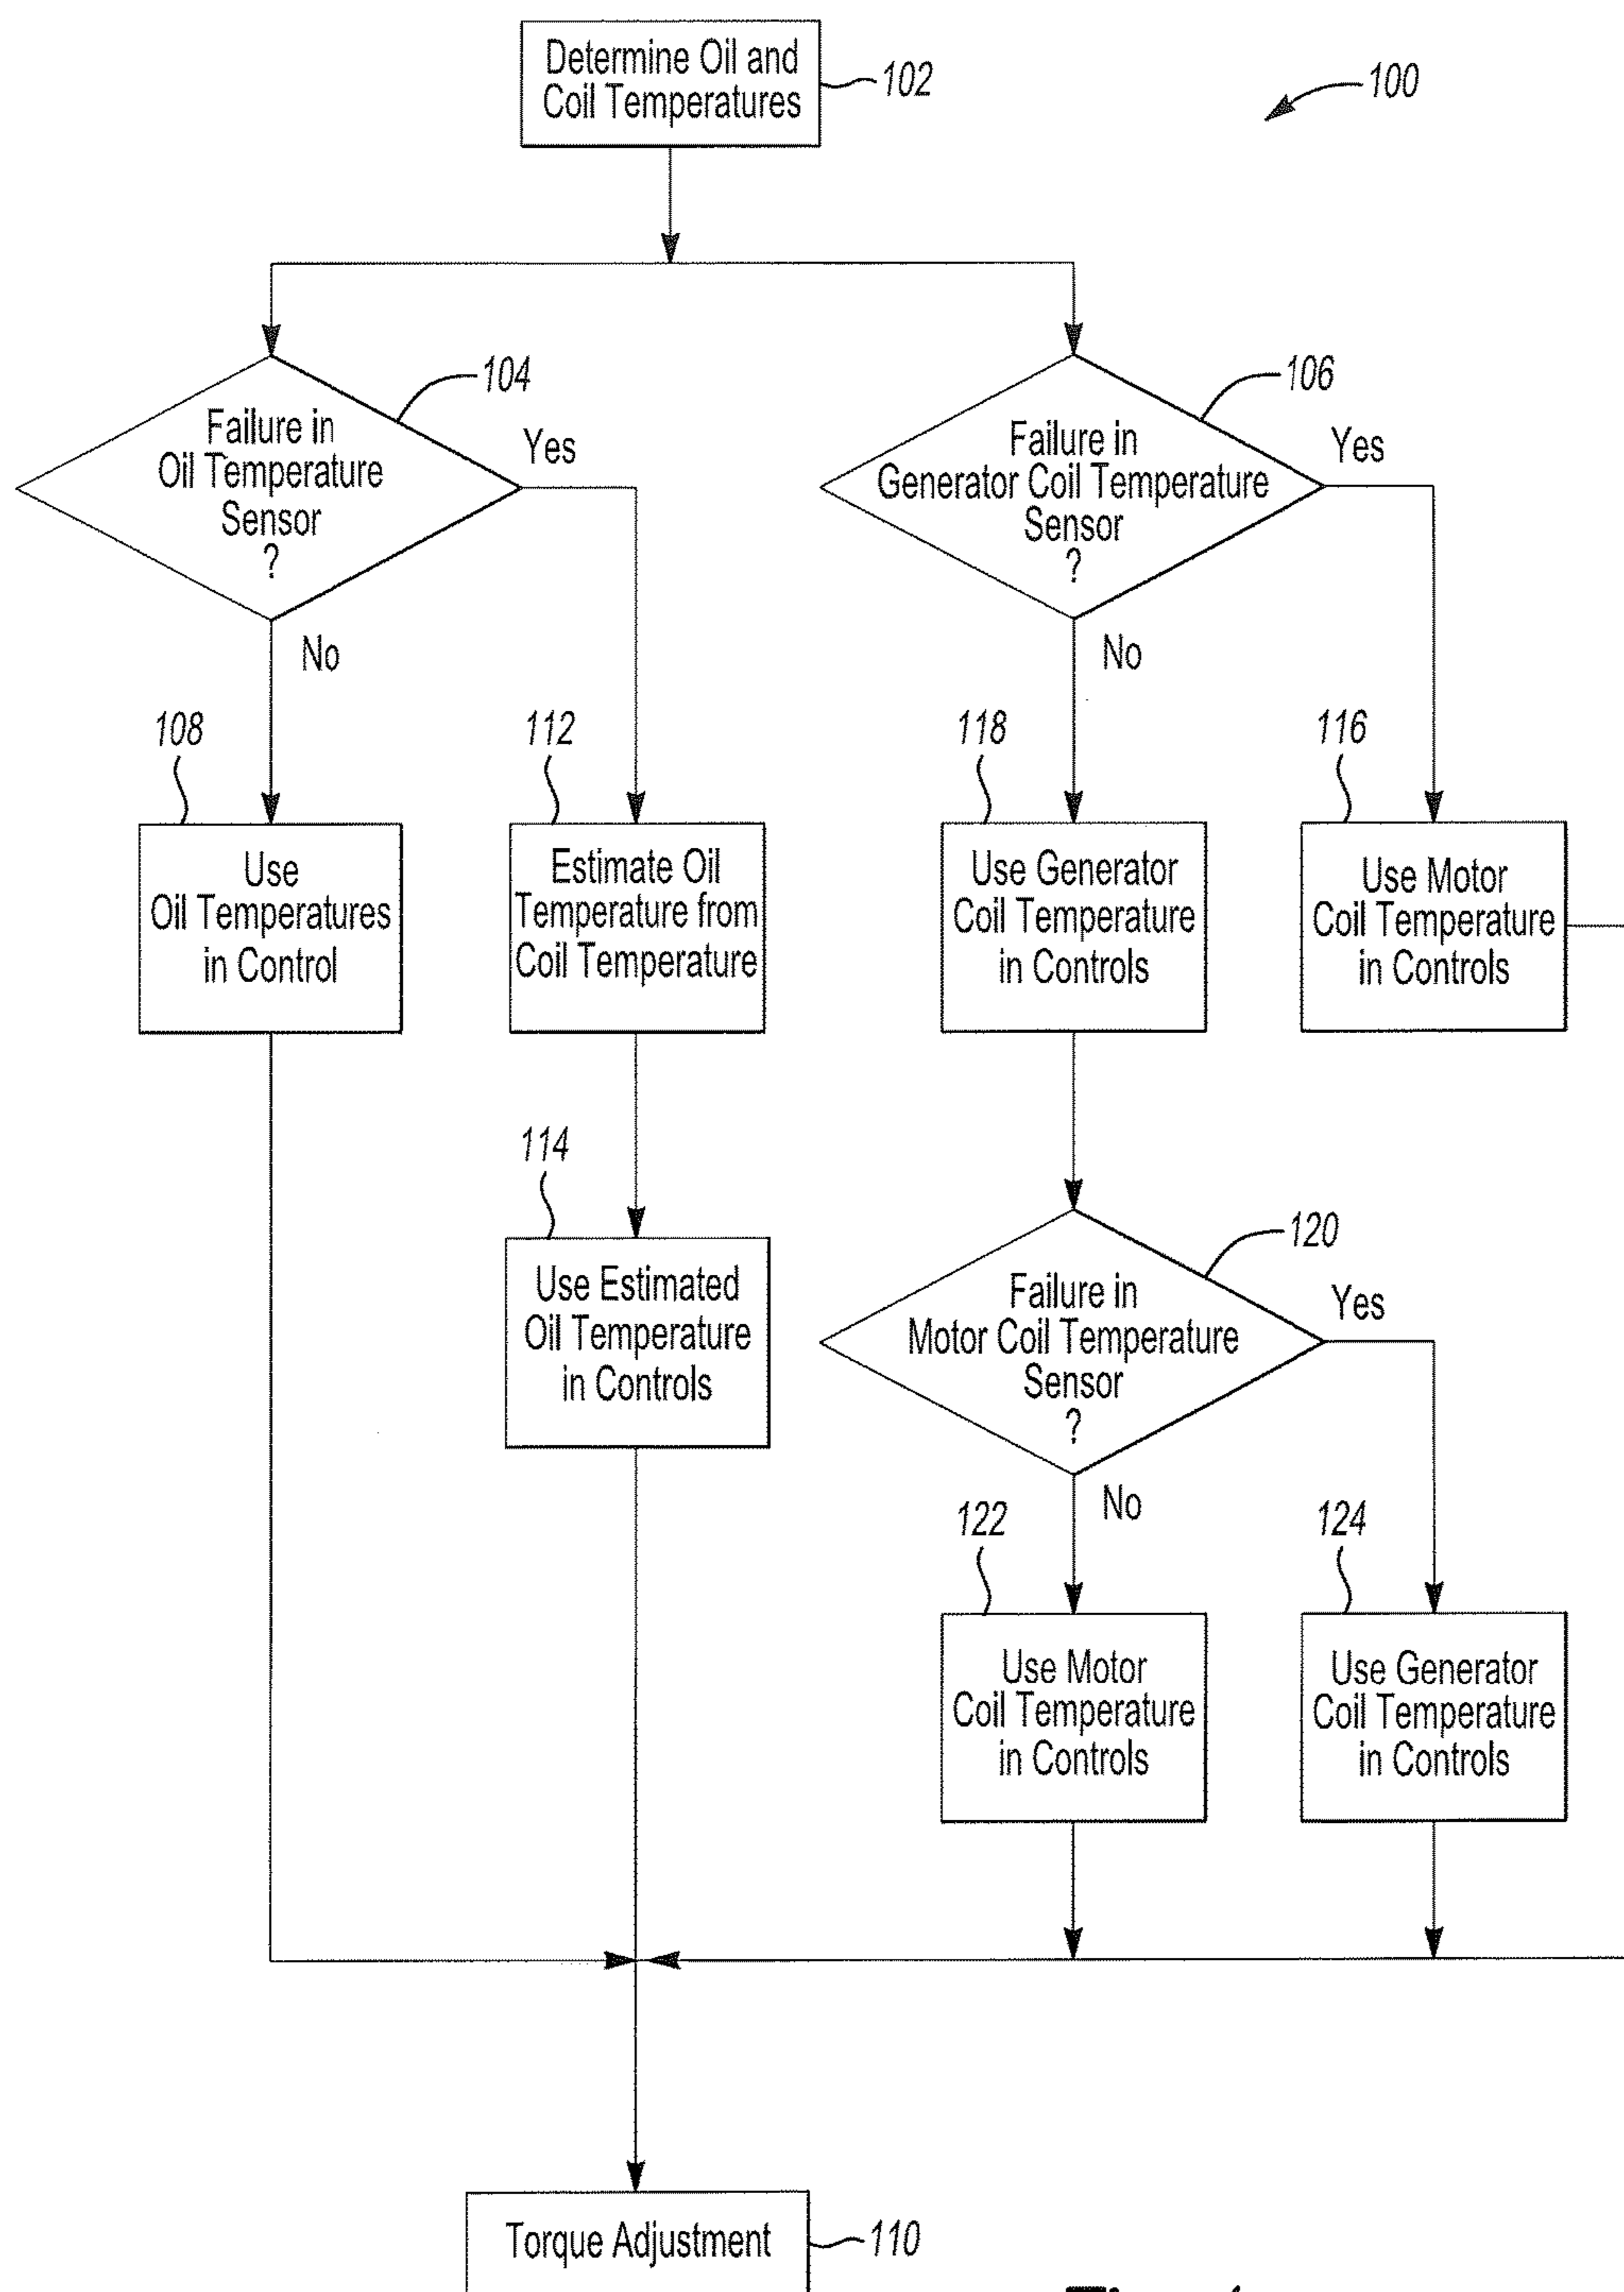 Determine Oil and
Coil Temperatures
102
100
104
Failure in
Oil Temperature
Sensor
?
Yes
No
106
Failure in
Generator Coil Temperature
Sensor
?
Yes
No
108
Use
Oil Temperatures
in Control
112
Estimate Oil
Temperature from
Coil Temperature
118
Use Generator
Coil Temperature
in Controls
116
Use Motor
Coil Temperature
in Controls
114
Use Estimated
Oil Temperature
in Controls
120
Failure in
Motor Coil Temperature
Sensor
?
Yes
No
122
Use Motor
Coil Temperature
in Controls
124
Use Generator
Coil Temperature
in Controls
Torque Adjustment
110